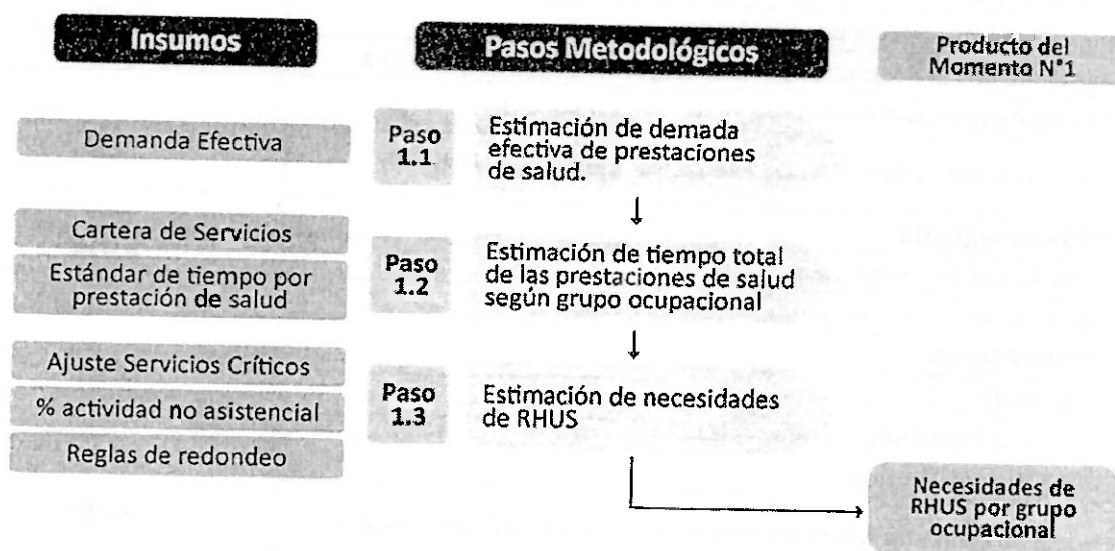 Insumos
Pasos Metodológicos
Producto del
Momento N°1
Demanda Efectiva
Paso
1.1
Estimación de demada
efectiva de prestaciones
de salud.
Cartera de Servicios
Estándar de tiempo por
prestación de salud
Paso
1.2
Estimación de tiempo total
de las prestaciones de salud
según grupo ocupacional
Ajuste Servicios Críticos
% actividad no asistencial
Reglas de redondeo
Paso
1.3
Estimación de necesidades
de RHUS
Necesidades de
RHUS por grupo
ocupacional